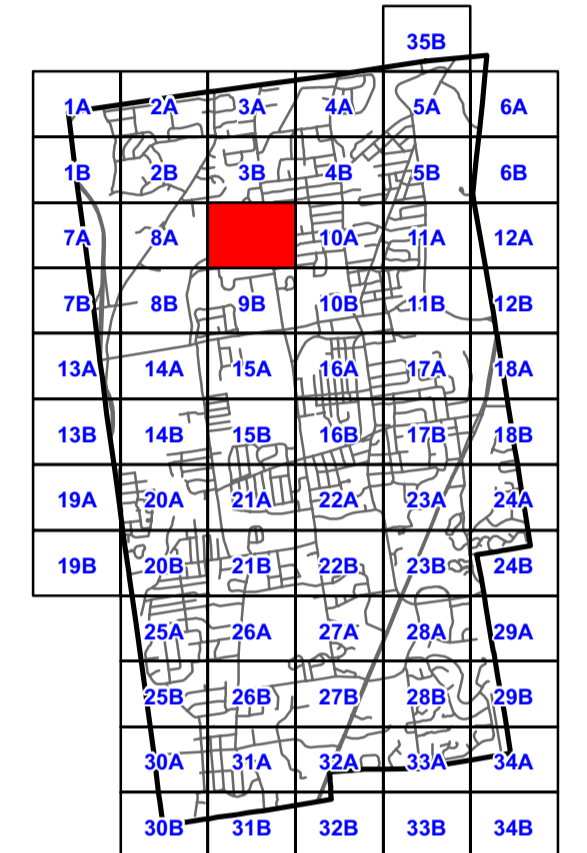 35B
1A 2A 3A 4A 5A 6A
1B 2B 3B 4B 5B 6B
7A 8A 10A 11A 12A
7B 8B 9B 10B 11B 12B
13A 14A 15A 16A 17A 18A
13B 14B 15B 16B 17B 18B
19A 20A 21A 22A 23A 24A
19B 20B 21B 22B 23B 24B
25A 26A 27A 28A 29A
25B 26B 27B 28B 29B
30A 31A 32A 33A 34A
30B 31B 32B 33B 34B